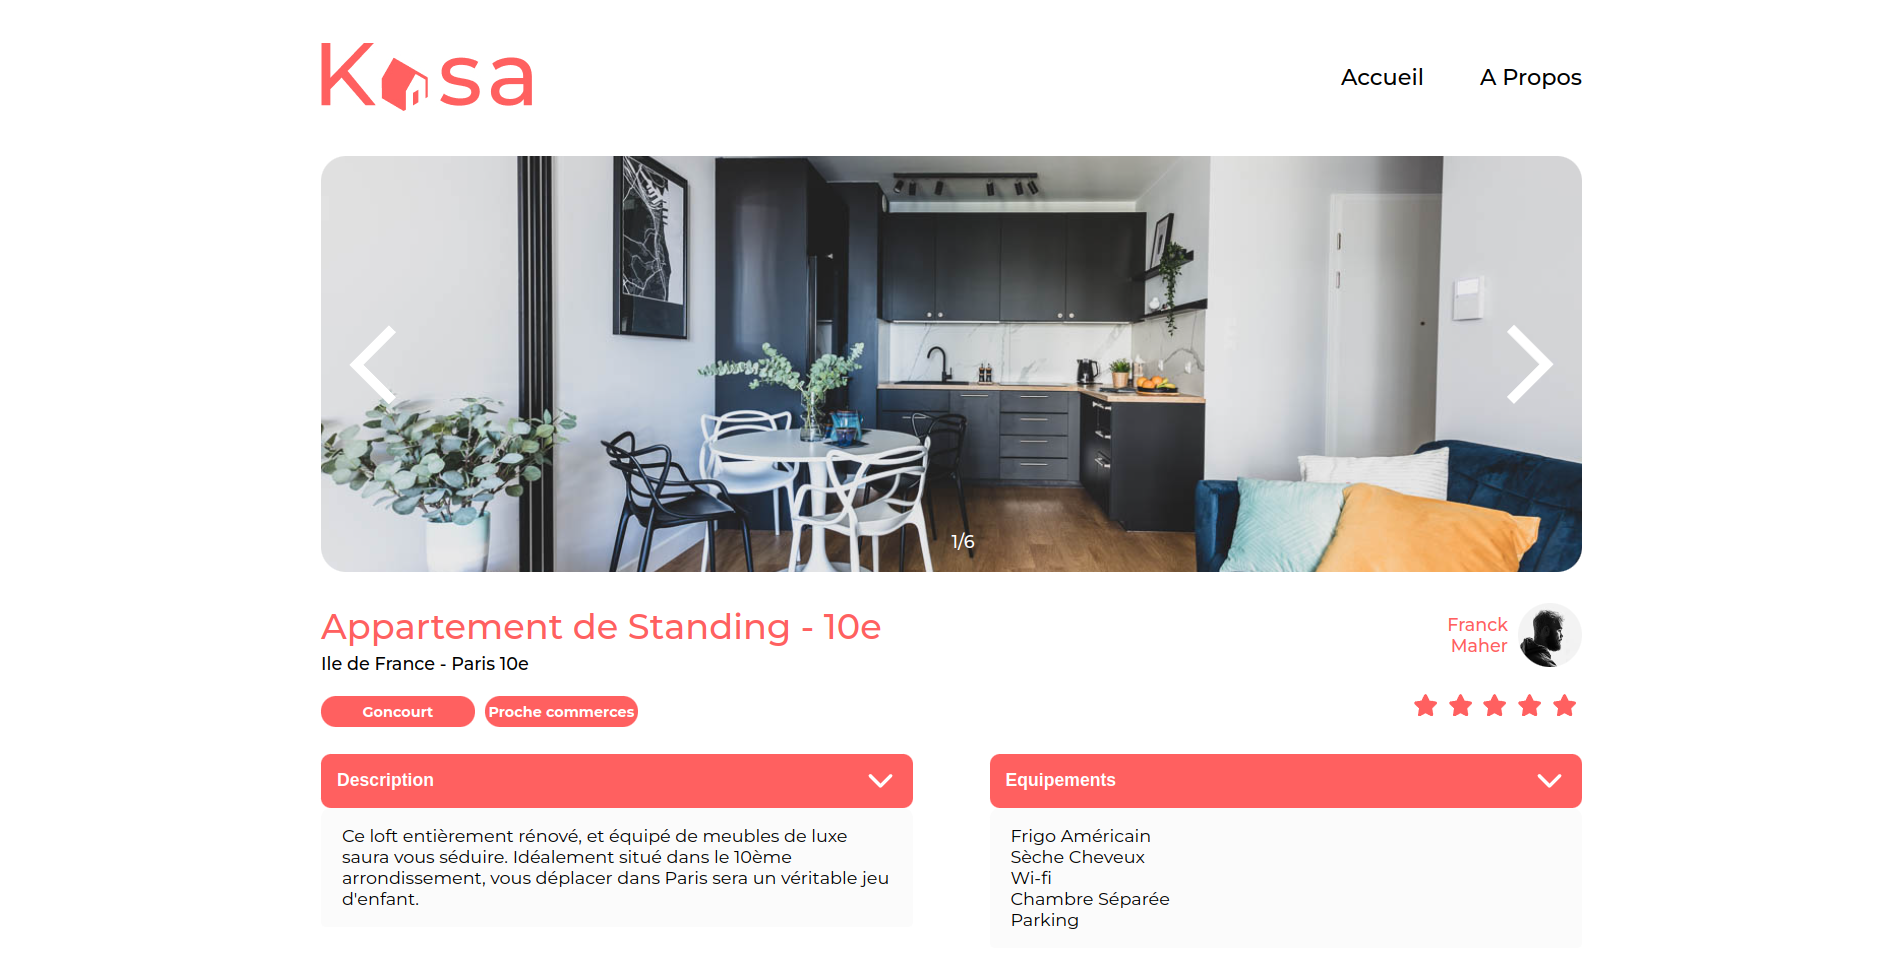 Kasa
Accueil
A Propos
1/6
Appartement de Standing - 10e
Ile de France - Paris 10e
Franck
Maher
Goncourt
Proche commerces
Description
Ce loft entièrement rénové, et équipé de meubles de luxe
saura vous séduire. Idéalement situé dans le 10ème
arrondissement, vous déplacer dans Paris sera un véritable jeu
d'enfant.
Equipements
Frigo Américain
Sèche Cheveux
Wi-fi
Chambre Séparée
Parking